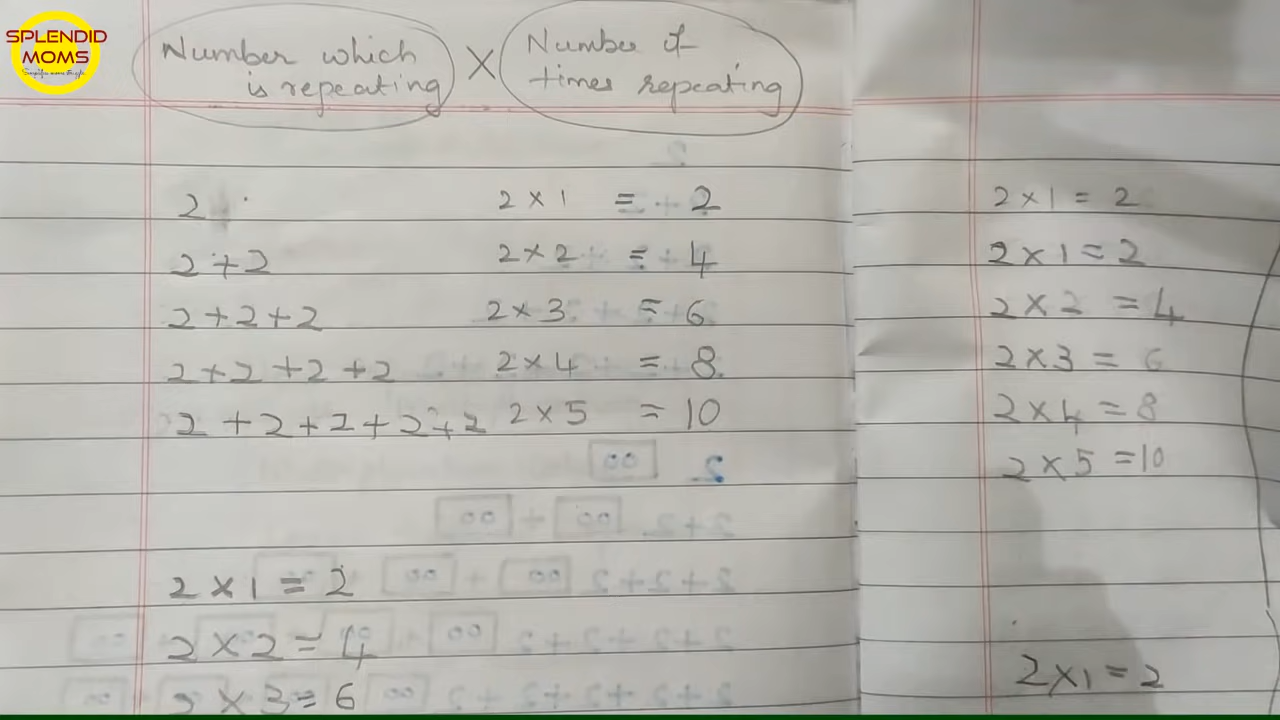 SPLENDID
MOMS
Number which
is repeating
X
Number of
times repeating
2
2 x 1 = 2
2+2
2 x 2 = 4
2+2+2
2 x 3 = 6
2+2+2+2
2 x 4 = 8
2+2+2+2+2
2 x 5 = 10
2 x 1 = 2
2 x 2 = 4
2 x 3 = 6
2 x 1 = 2
2 x 1 = 2
2 x 2 = 4
2 x 3 = 6
2 x 4 = 8
2 x 5 = 10
2 x 1 = 2